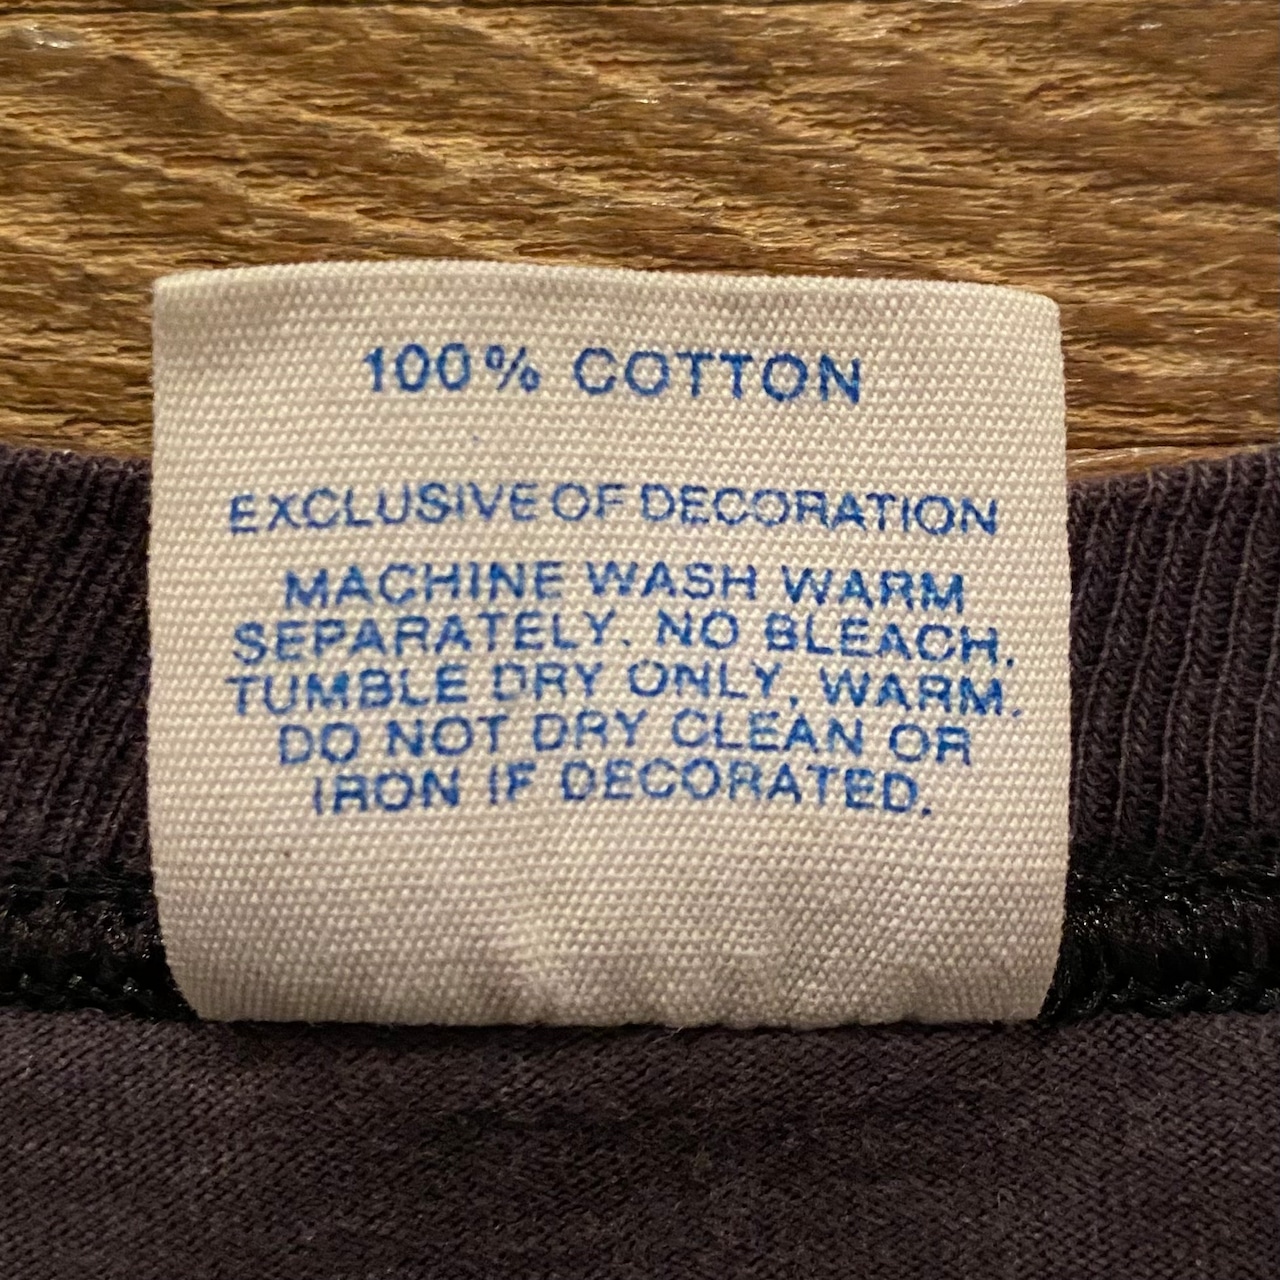 100% COTTON
EXCLUSIVE OF DECORATION
MACHINE WASH WARM
SEPARATELY. NO BLEACH.
TUMBLE DRY ONLY, WARM.
DO NOT DRY CLEAN OR
IRON IF DECORATED.